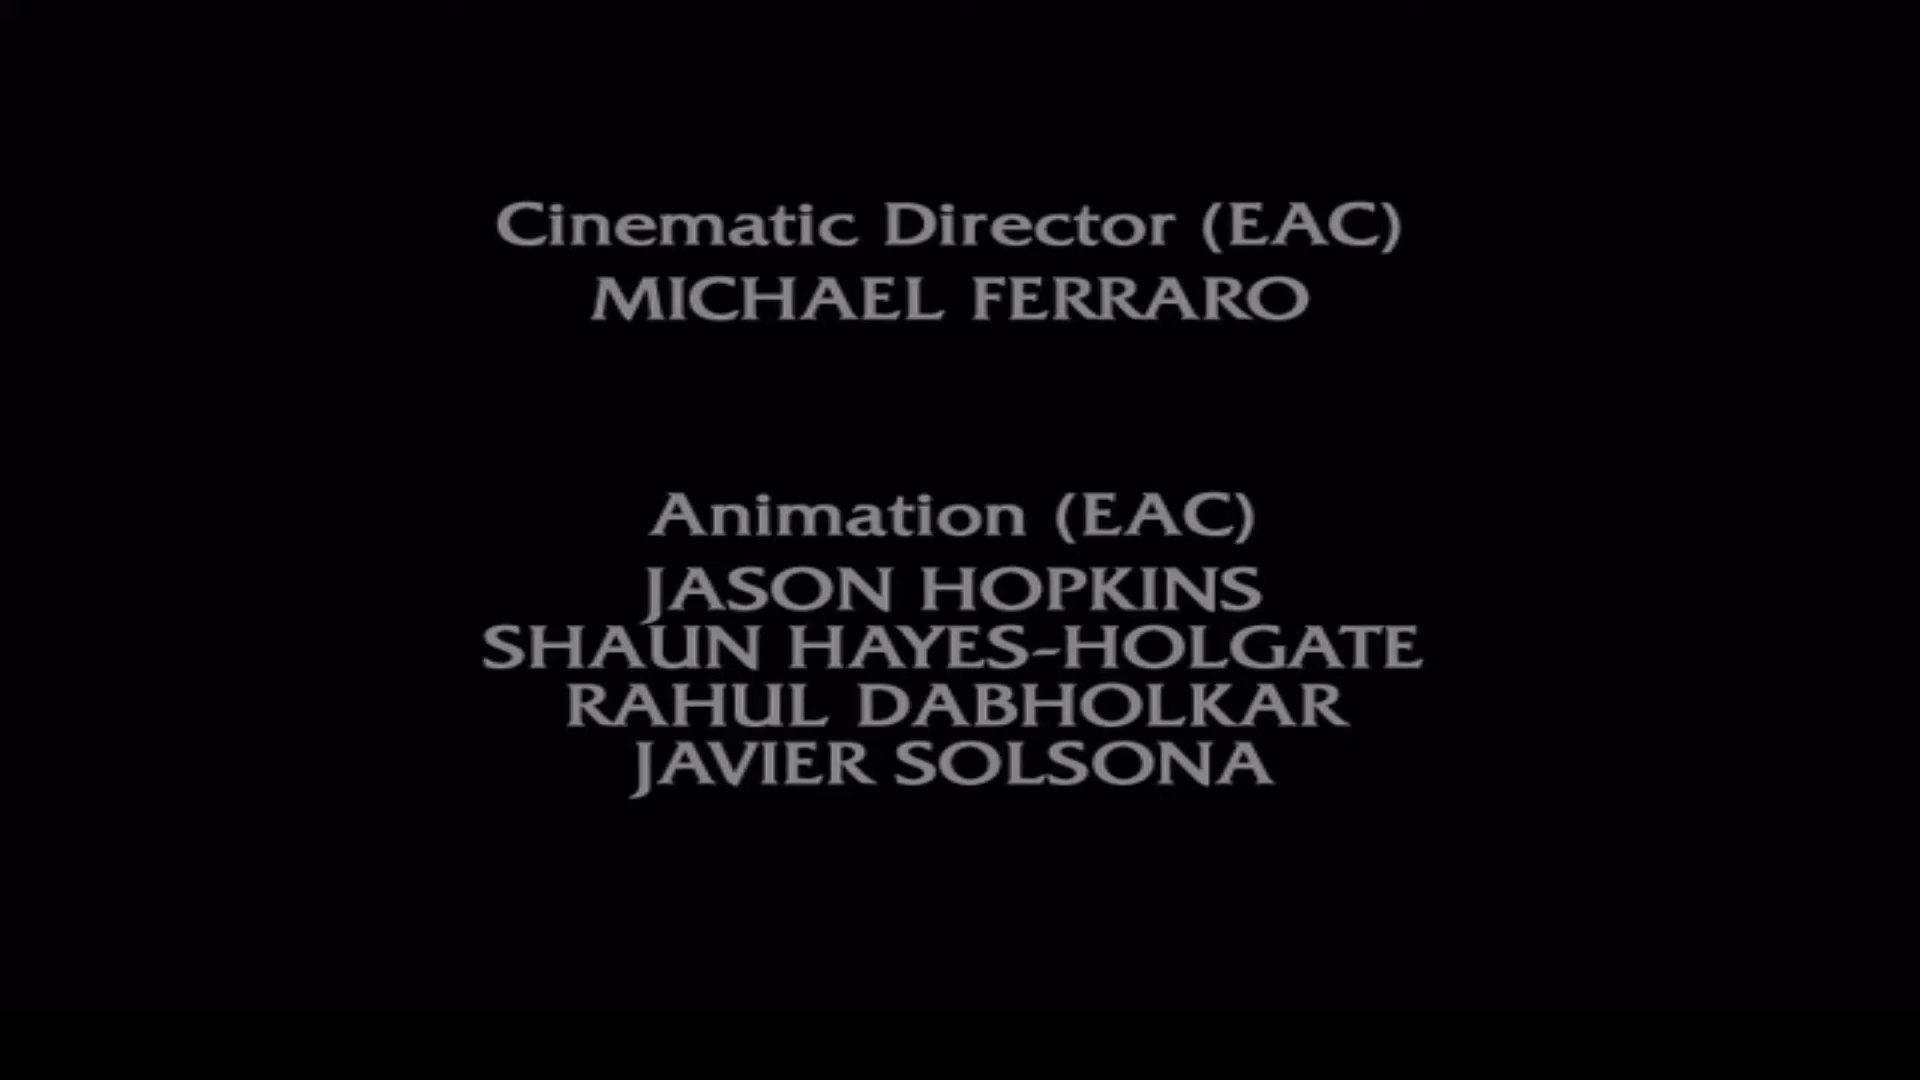 Cinematic Director (EAC)
MICHAEL FERRARO
Animation (EAC)
JASON HOPKINS
SHAUN HAYES-HOLGATE
RAHUL DABHOLKAR
JAVIER SOLSONA